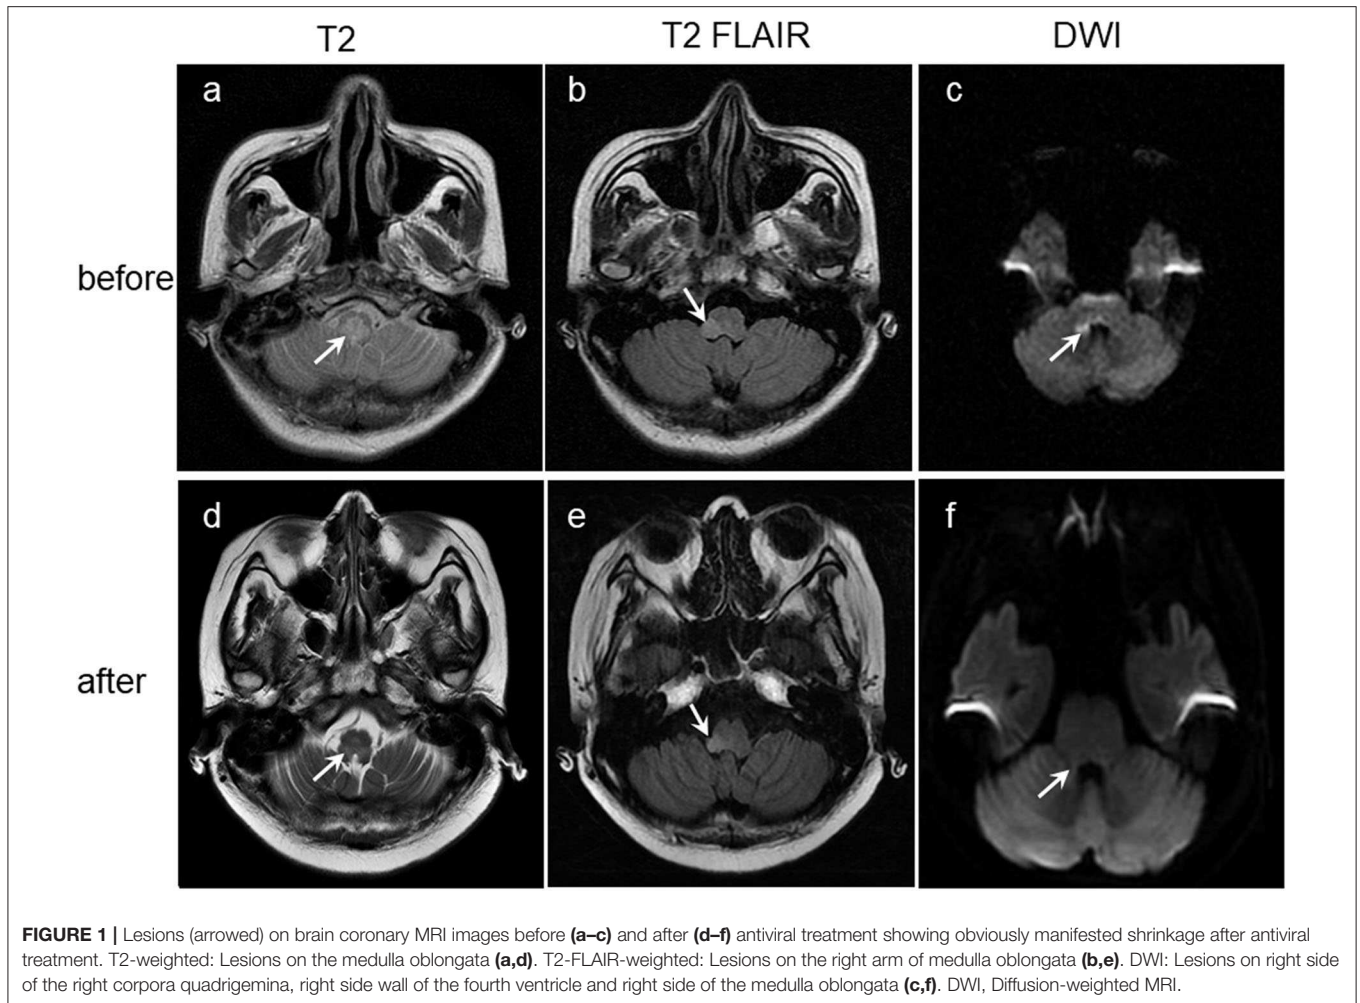 T2 T2 FLAIR DWI
a b c
before
d e f
after
FIGURE 1 | Lesions (arrowed) on brain coronary MRI images before (a–c) and after (d–f) antiviral treatment showing obviously manifested shrinkage after antiviral
treatment. T2-weighted: Lesions on the medulla oblongata (a,d). T2-FLAIR-weighted: Lesions on the right arm of medulla oblongata (b,e). DWI: Lesions on right side
of the right corpora quadrigemina, right side wall of the fourth ventricle and right side of the medulla oblongata (c,f). DWI, Diffusion-weighted MRI.